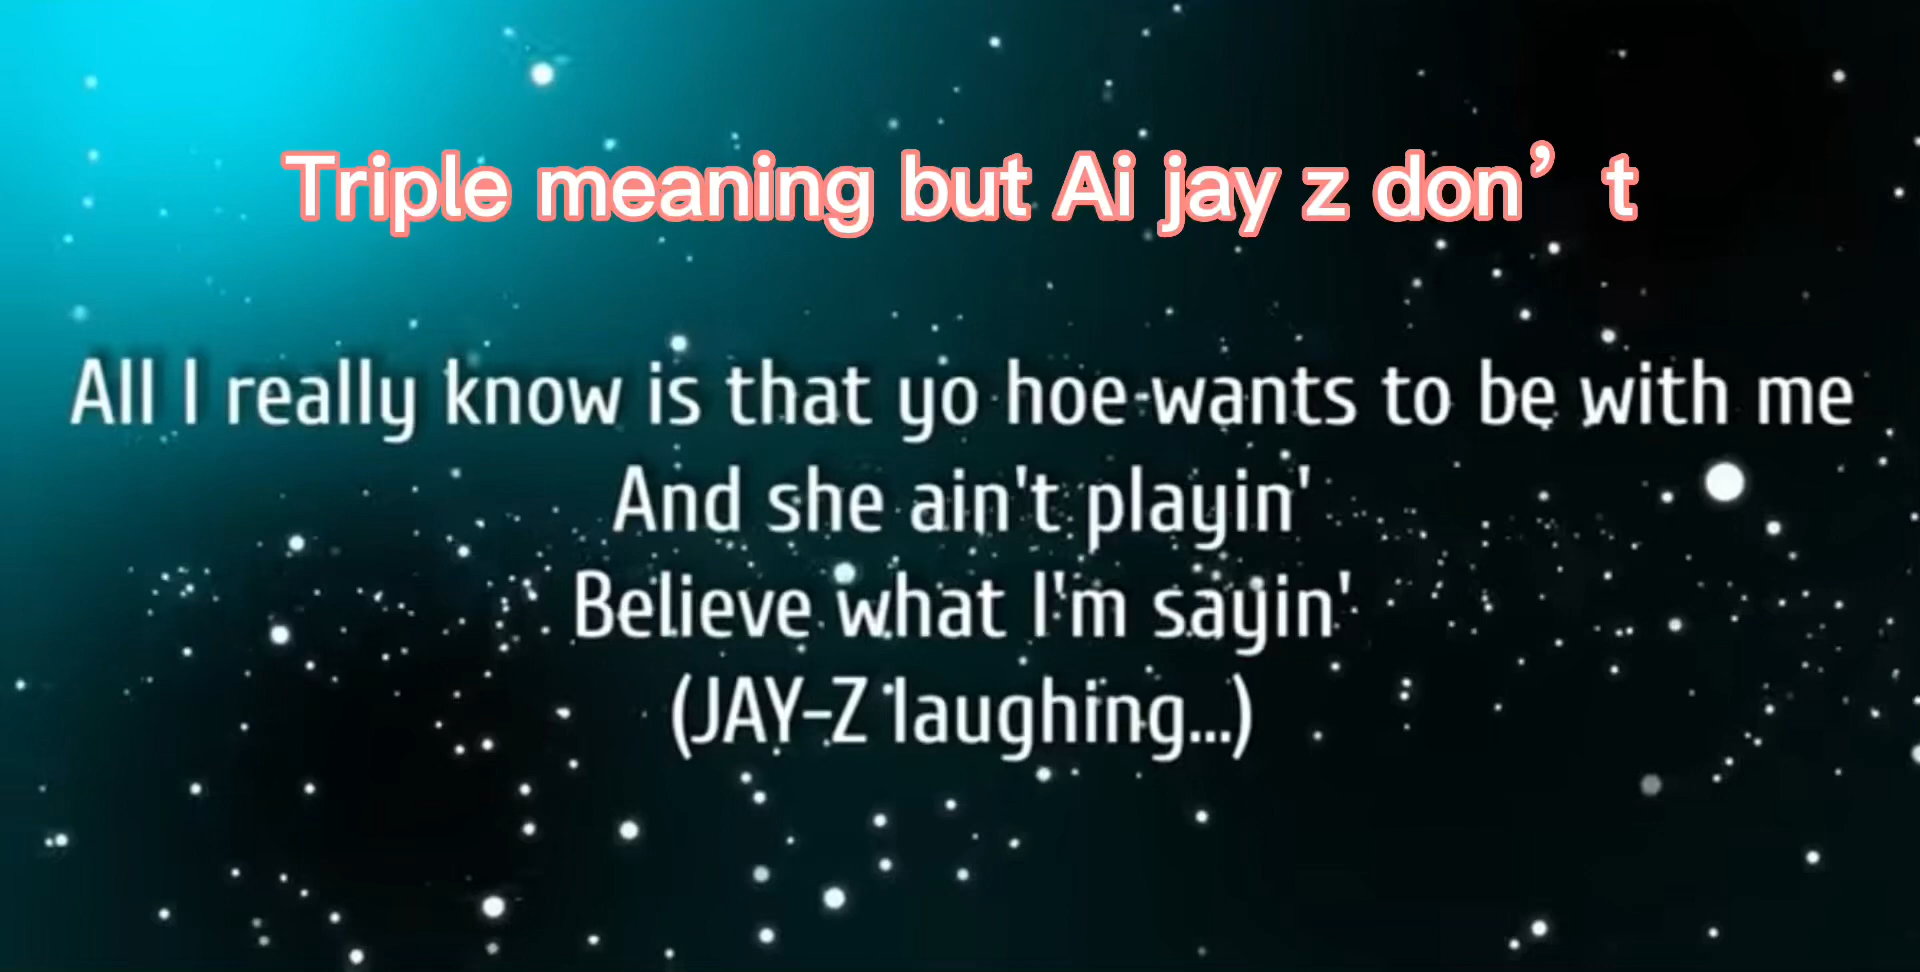 Triple meaning but Ai jay z don’t
All I really know is that yo hoe wants to be with me
And she ain't playin'
Believe what I'm sayin'
(JAY-Z laughing...)